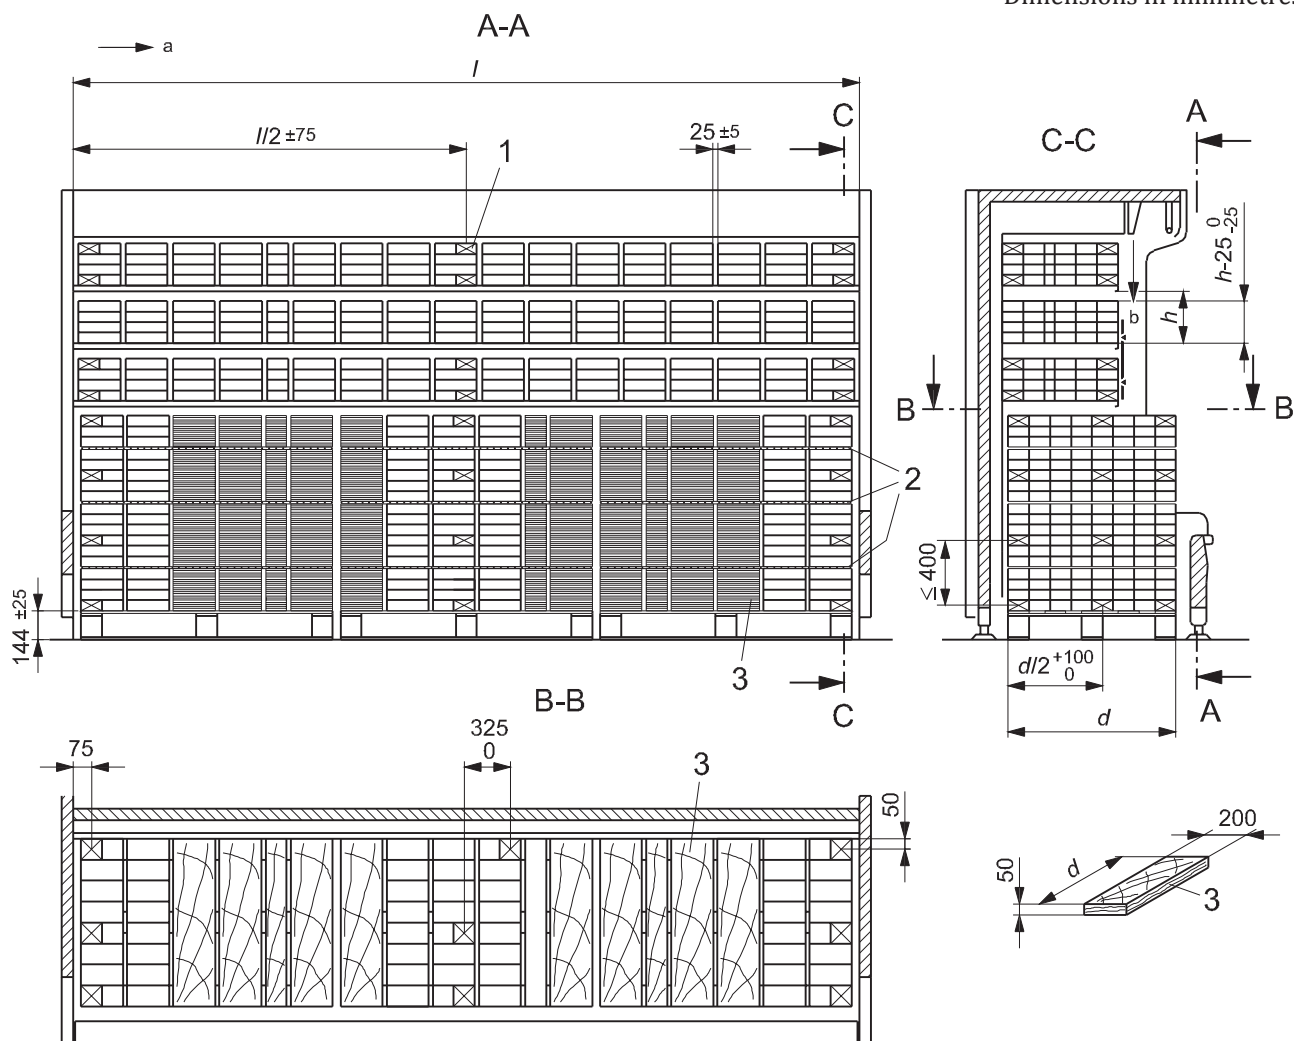 Dimensions in millimetres
A-A
a
l
l/2 ±75
1
25 ±5
C
2
144 ±25
3
C
C-C
A
h-25 0 -25
b
h
B
B
≤ 400
d/2 +100 0
d
A
B-B
75
325
0
3
50
200
50
d
3